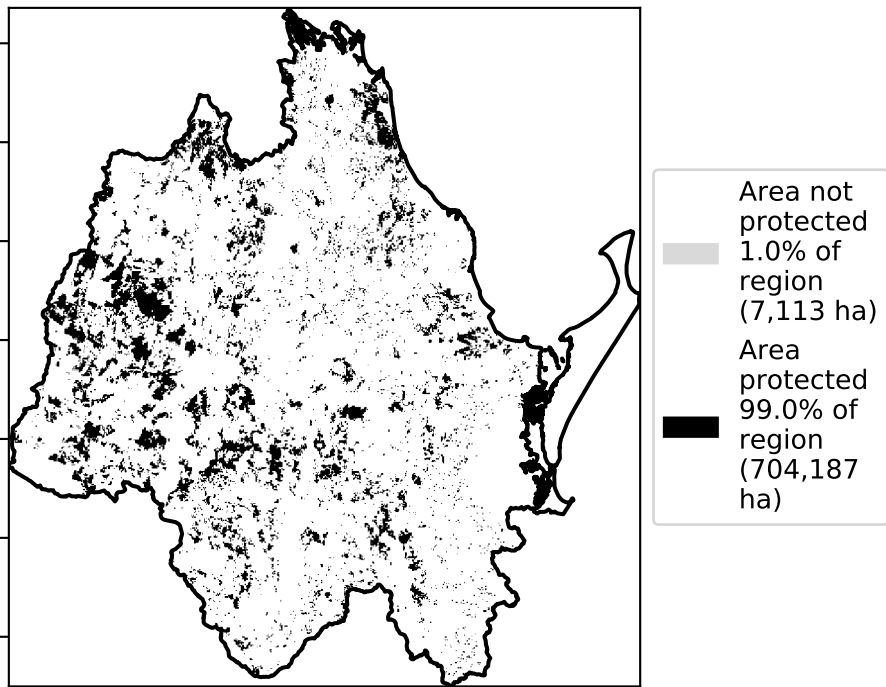 Area not
protected
1.0% of
region
(7,113 ha)
Area
protected
99.0% of
region
(704,187
ha)